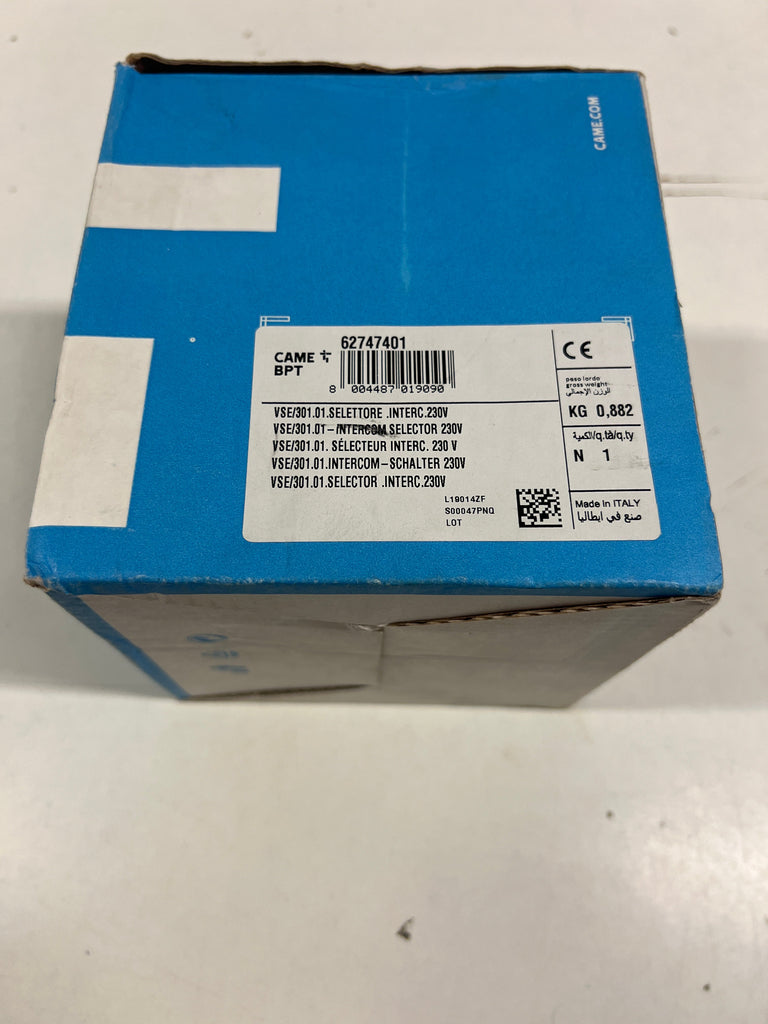 CAME.COM
62747401
CAME
BPT
8 004487 019090
VSE/301.01.SELETTORE .INTERC.230V
VSE/301.01-INTERCOM SELECTOR 230V
VSE/301.01. SÉLECTEUR INTERC. 230 V
VSE/301.01.INTERCOM-SCHALTER 230V
VSE/301.01.SELECTOR .INTERC.230V
L19014ZF
S00047PNQ
LOT
CE
peso lordo
gross weight
الوزن الإجمالي
KG 0,882
الكمية/q.tà/q.ty
N 1
Made in ITALY
صنع في ايطاليا